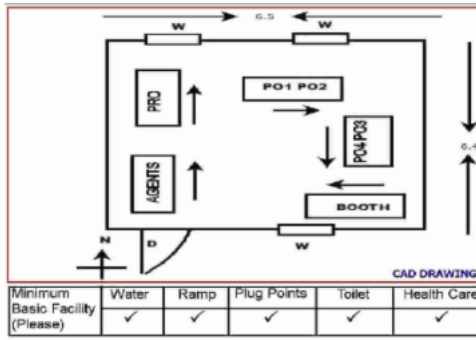 6.5
W
W
PRO
PO1 PO2
PO4 PO3
AGENTS
BOOTH
N
D
W
CAD DRAWING
Minimum Basic Facility (Please)
Water
Ramp
Plug Points
Toilet
Health Care
✓ ✓ ✓ ✓ ✓